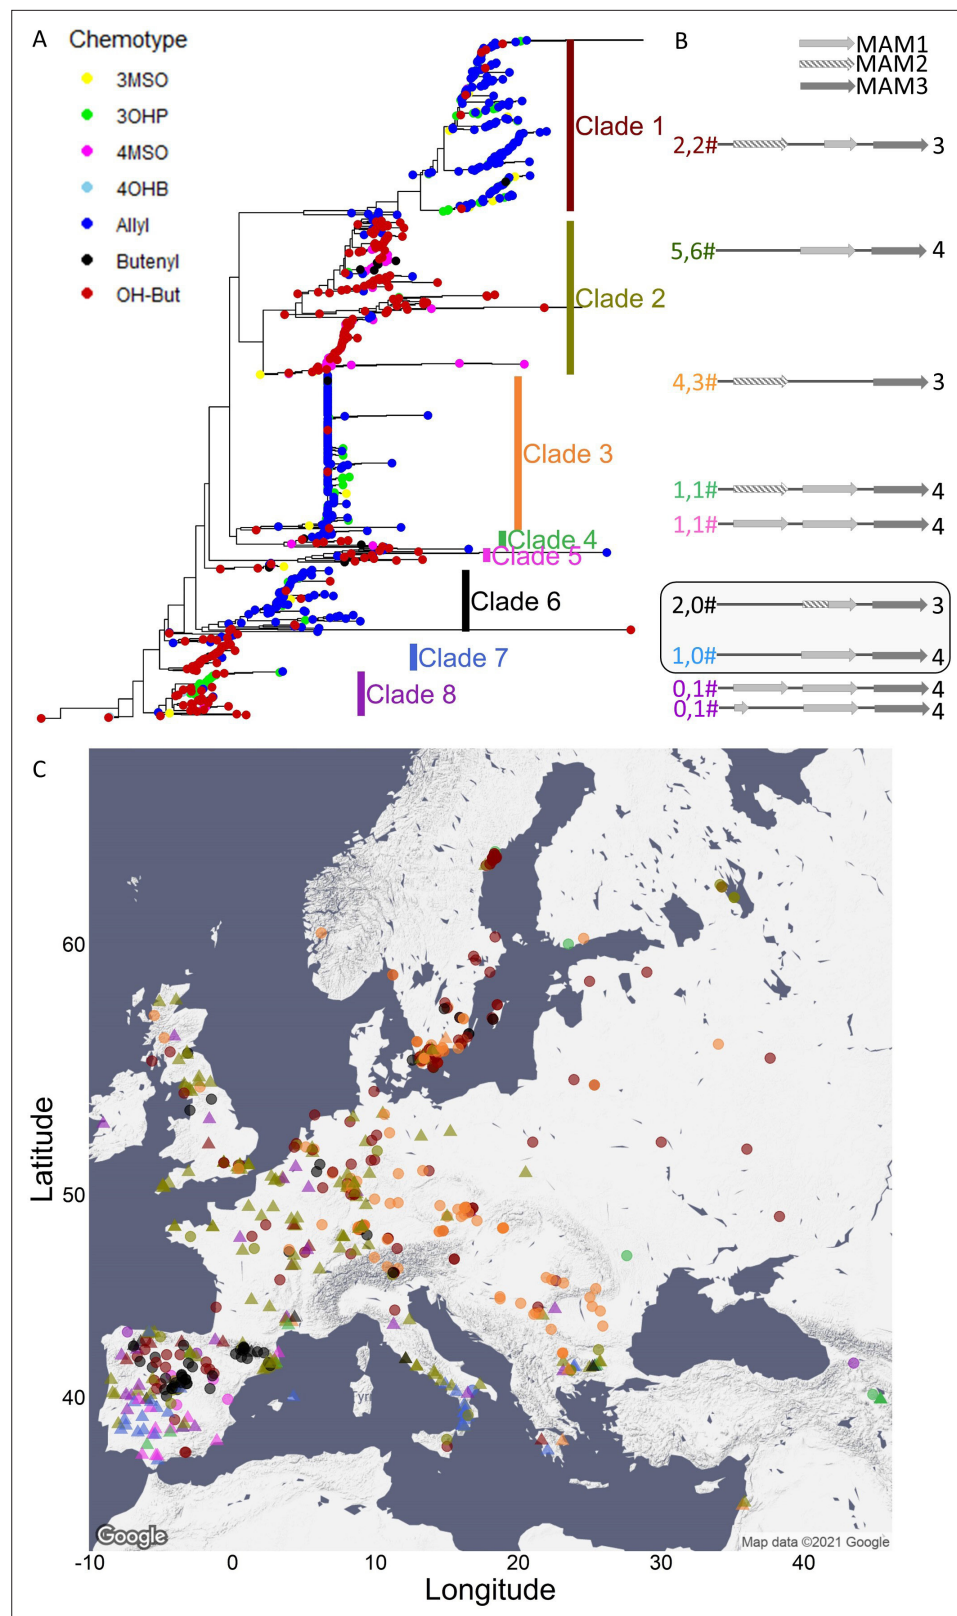 A Chemotype
3MSO
3OHP
4MSO
4OHB
Allyl
Butenyl
OH-But
Clade 1
Clade 2
Clade 3
Clade 4
Clade 5
Clade 6
Clade 7
Clade 8
B
MAM1
MAM2
MAM3
2,2# 3
5,6# 4
4,3# 3
1,1# 4
1,1# 4
2,0# 3
1,0# 4
0,1# 4
0,1# 4
C
Latitude
60
50
40
Google
Map data ©2021 Google
-10 0 10 20 30 40
Longitude